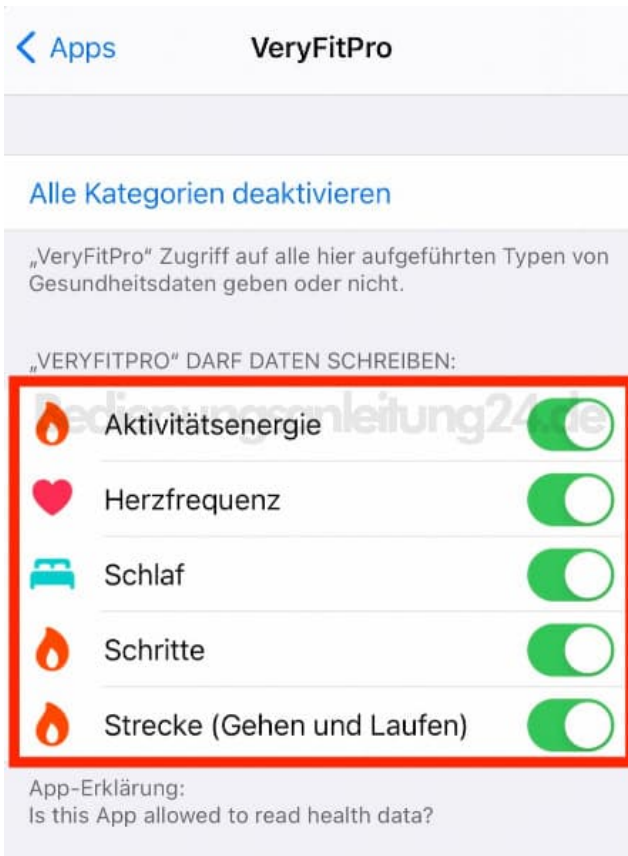 Apps
VeryFitPro
Alle Kategorien deaktivieren
„VeryFitPro“ Zugriff auf alle hier aufgeführten Typen von
Gesundheitsdaten geben oder nicht.
„VERYFITPRO“ DARF DATEN SCHREIBEN:
Bedienungsanleitung24.de
Aktivitätsenergie
Herzfrequenz
Schlaf
Schritte
Strecke (Gehen und Laufen)
App-Erklärung:
Is this App allowed to read health data?